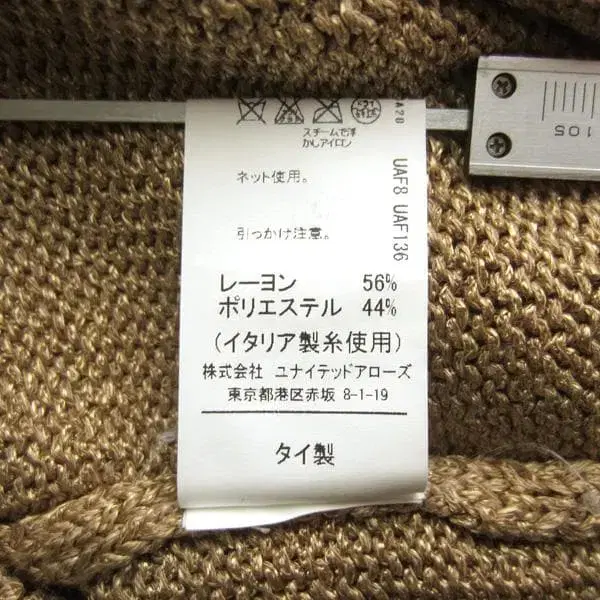 スチームで浮
かしアイロン
ネット使用。
引っかけ注意。
レーヨン 56%
ポリエステル 44%
(イタリア製糸使用)
株式会社 ユナイテッドアローズ
東京都港区赤坂 8-1-19
タイ製
UAF8 UAF136
105